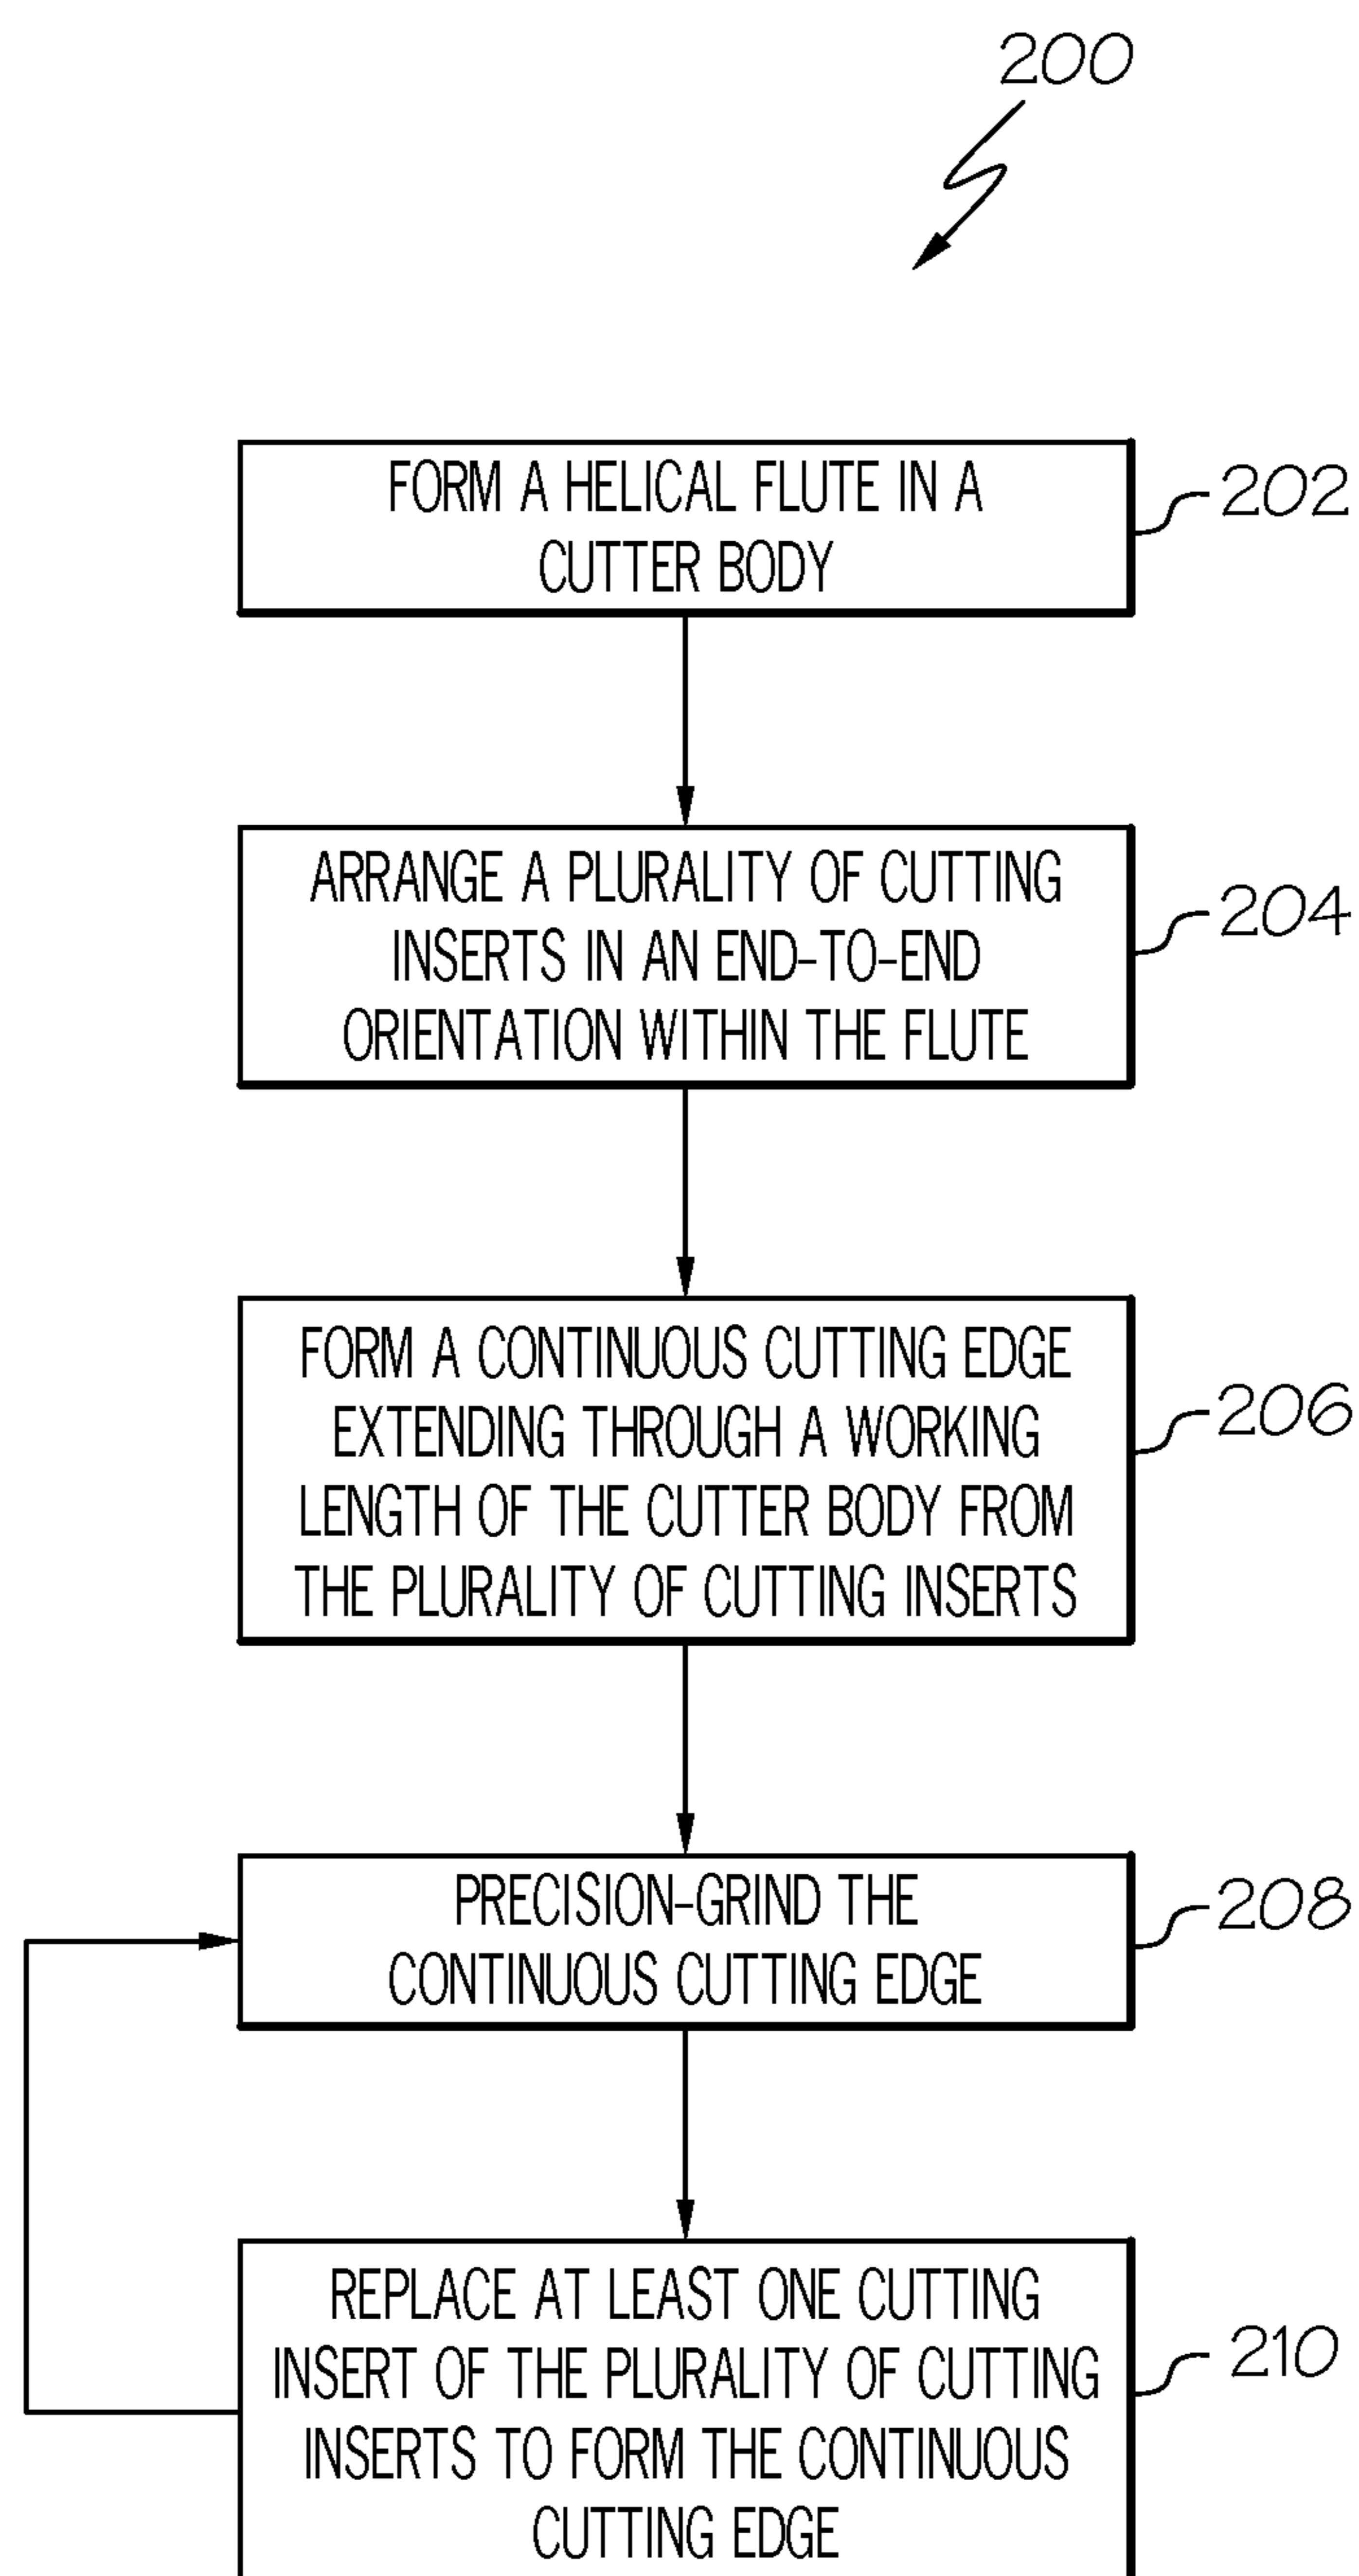 200
FORM A HELICAL FLUTE IN A
CUTTER BODY
202
ARRANGE A PLURALITY OF CUTTING
INSERTS IN AN END-TO-END
ORIENTATION WITHIN THE FLUTE
204
FORM A CONTINUOUS CUTTING EDGE
EXTENDING THROUGH A WORKING
LENGTH OF THE CUTTER BODY FROM
THE PLURALITY OF CUTTING INSERTS
206
PRECISION-GRIND THE
CONTINUOUS CUTTING EDGE
208
REPLACE AT LEAST ONE CUTTING
INSERT OF THE PLURALITY OF CUTTING
INSERTS TO FORM THE CONTINUOUS
CUTTING EDGE
210